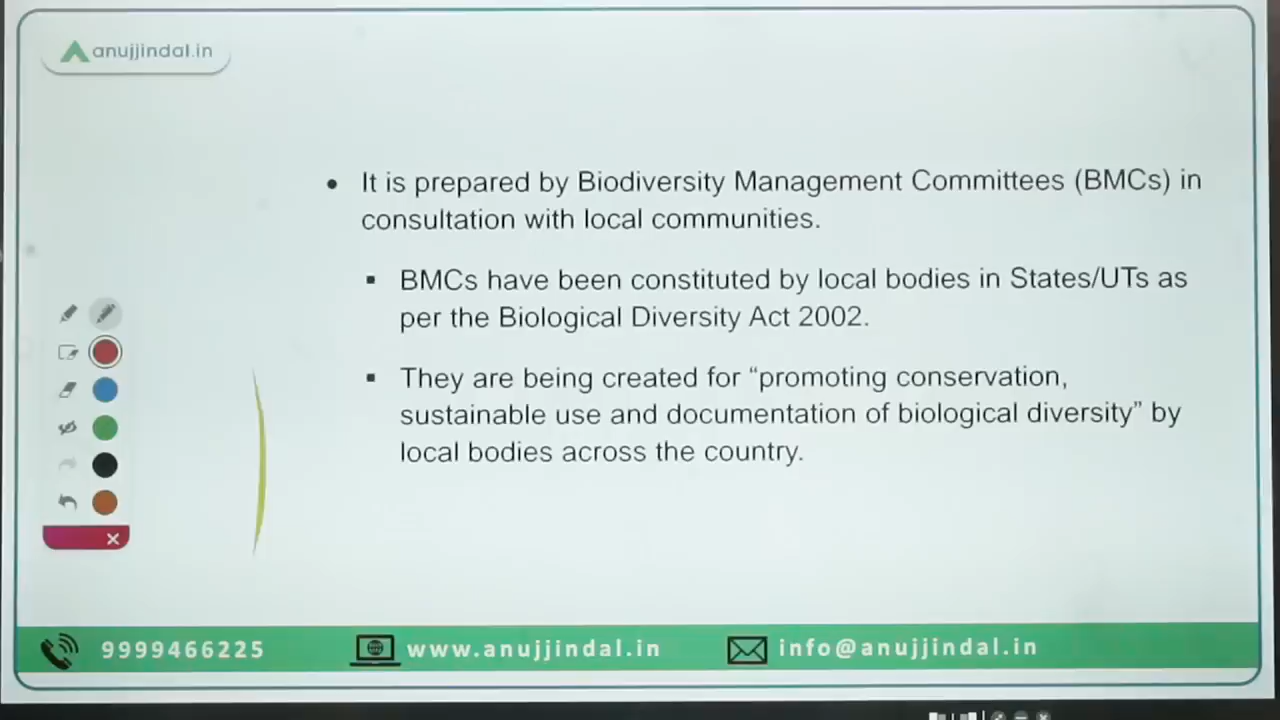 anujjindal.in
• It is prepared by Biodiversity Management Committees (BMCs) in
consultation with local communities.
▪ BMCs have been constituted by local bodies in States/UTs as
per the Biological Diversity Act 2002.
▪ They are being created for “promoting conservation,
sustainable use and documentation of biological diversity” by
local bodies across the country.
9999466225 www.anujjindal.in info@anujjindal.in